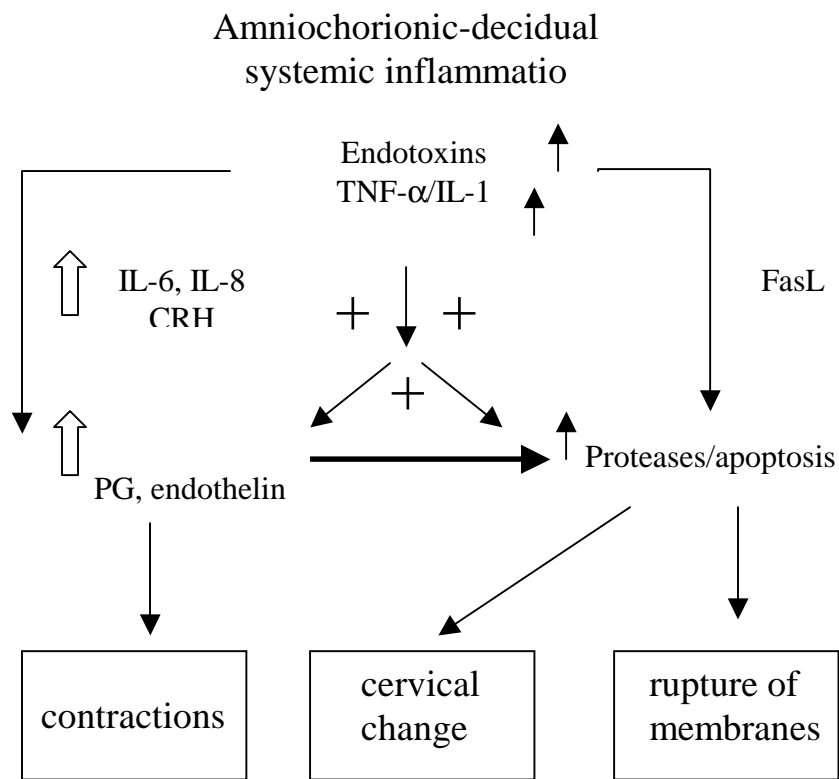 Amniochorionic-decidual
systemic inflammatio
Endotoxins
TNF-α/IL-1
IL-6, IL-8
CRH
FasL
+ +
+
PG, endothelin
Proteases/apoptosis
contractions
cervical
change
rupture of
membranes